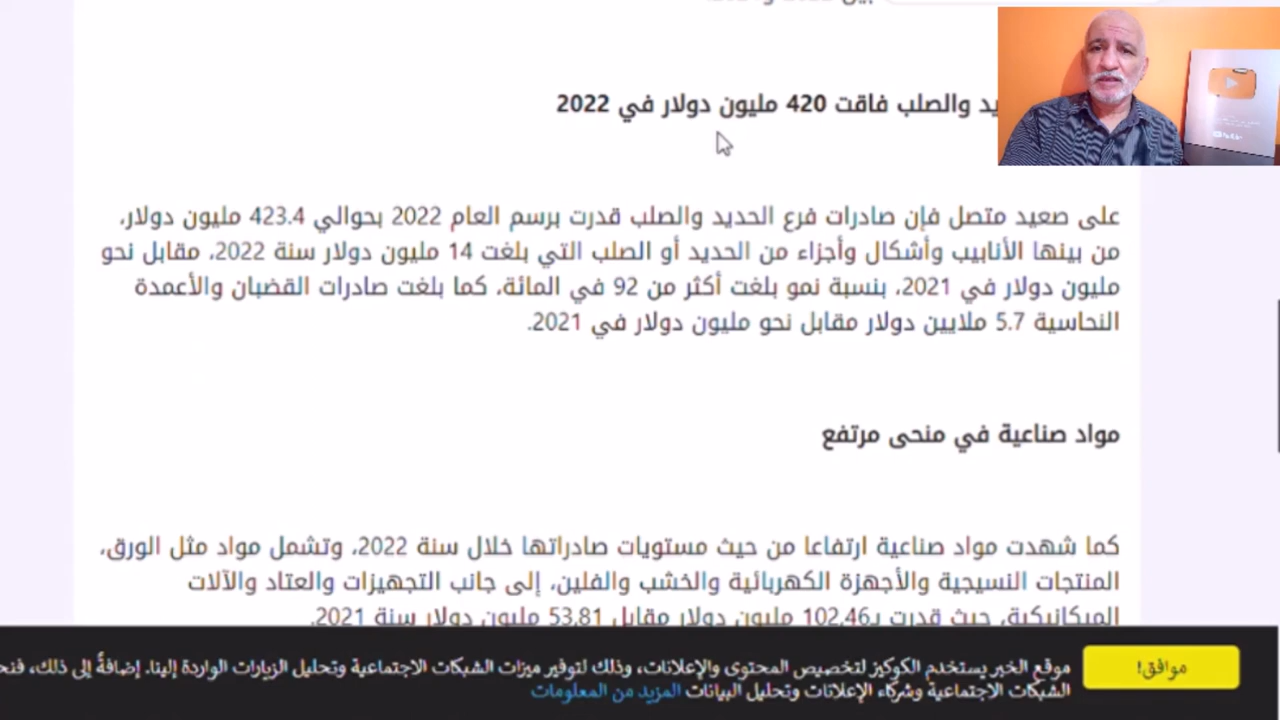 والصلب فاقت 420 مليون دولار في 2022
على صعيد متصل فإن صادرات فرع الحديد والصلب قدرت برسم العام 2022 بحوالي 423.4 مليون دولار،
من بينها الأنابيب وأشكال وأجزاء من الحديد أو الصلب التي بلغت 14 مليون دولار سنة 2022، مقابل نحو
مليون دولار في 2021، بنسبة نمو بلغت أكثر من 92 في المائة، كما بلغت صادرات القضبان والأعمدة
النحاسية 5.7 ملايين دولار مقابل نحو مليون دولار في 2021.
مواد صناعية في منحى مرتفع
كما شهدت مواد صناعية ارتفاعا من حيث مستويات صادراتها خلال سنة 2022، وتشمل مواد مثل الورق،
المنتجات النسيجية والأجهزة الكهربائية والخشب والفلين، إلى جانب التجهيزات والعتاد والآلات
الميكانيكية، حيث قدرت بـ102,46 مليون دولار مقابل 53,81 مليون دولار سنة 2021.
موافق!
موقع الخبر يستخدم الكوكيز لتخصيص المحتوى والإعلانات، وذلك لتوفير ميزات الشبكات الاجتماعية وتحليل الزيارات الواردة إلينا. إضافةً إلى ذلك،
الشبكات الاجتماعية وشركاء الإعلانات وتحليل البيانات المزيد من المعلومات